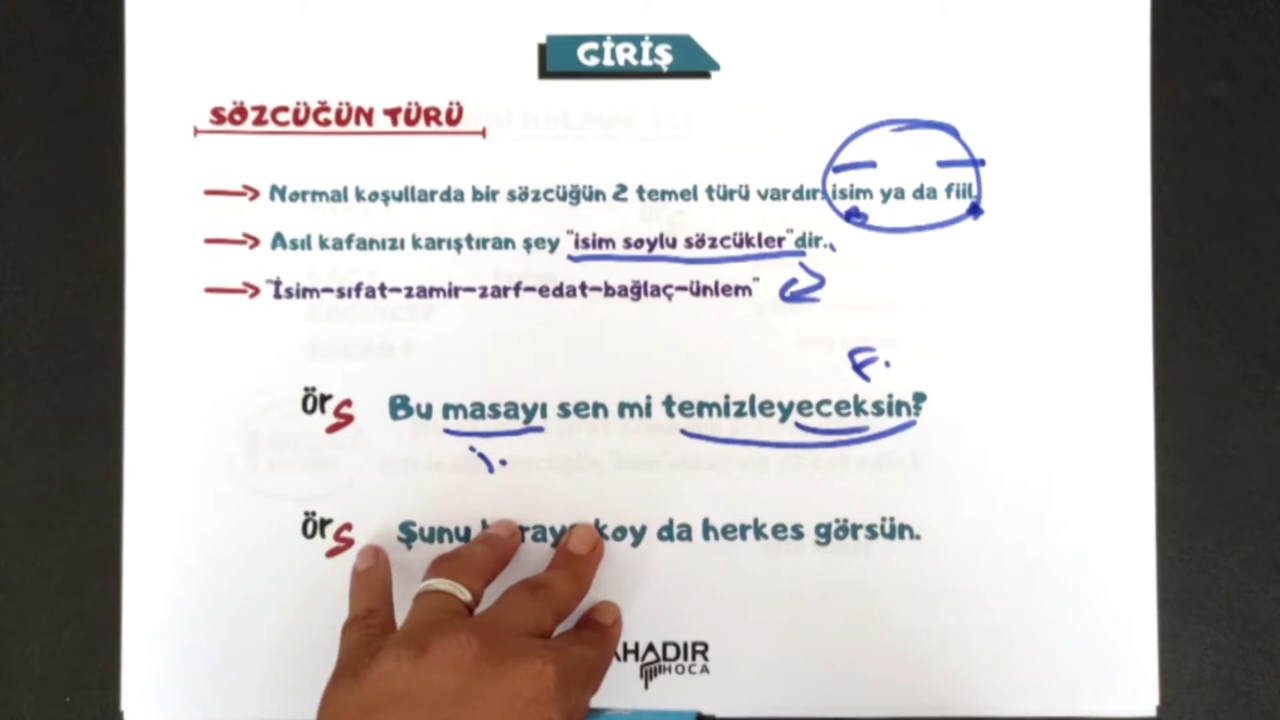 GİRİŞ
SÖZCÜĞÜN TÜRÜ
Normal koşullarda bir sözcüğün 2 temel türü vardır: isim ya da fiil.
Asıl kafanızı karıştıran şey "isim soylu sözcükler"dir.
"İsim-sıfat-zamir-zarf-edat-bağlaç-ünlem"
F.
örs Bu masayı sen mi temizleyeceksin?
i.
örs Şunu koy da herkes görsün.
HOCA